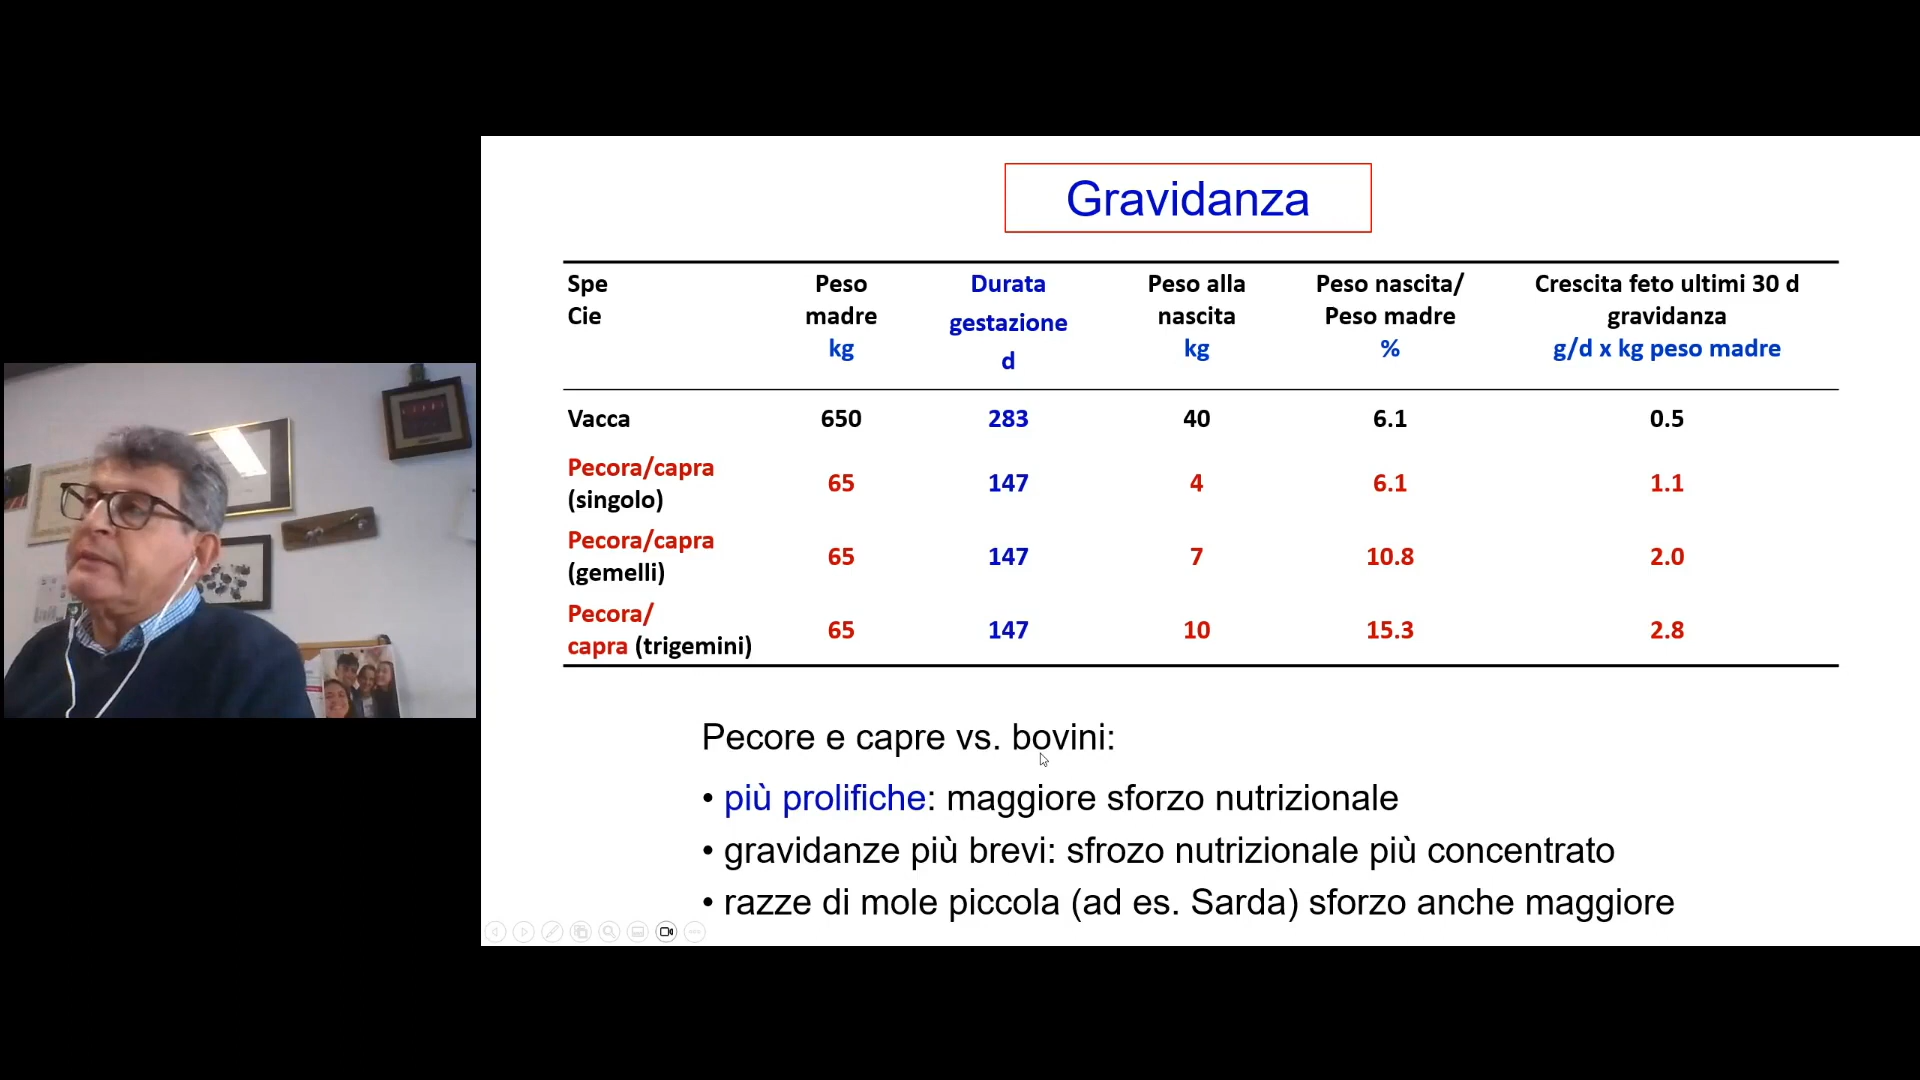 Gravidanza
Spe
Cie
Peso
madre
kg
Durata
gestazione
d
Peso alla
nascita
kg
Peso nascita/
Peso madre
%
Crescita feto ultimi 30 d
gravidanza
g/d x kg peso madre
Vacca 650 283 40 6.1 0.5
Pecora/capra
(singolo) 65 147 4 6.1 1.1
Pecora/capra
(gemelli) 65 147 7 10.8 2.0
Pecora/
capra (trigemini) 65 147 10 15.3 2.8
Pecore e capre vs. bovini:
• più prolifiche: maggiore sforzo nutrizionale
• gravidanze più brevi: sfrozo nutrizionale più concentrato
• razze di mole piccola (ad es. Sarda) sforzo anche maggiore